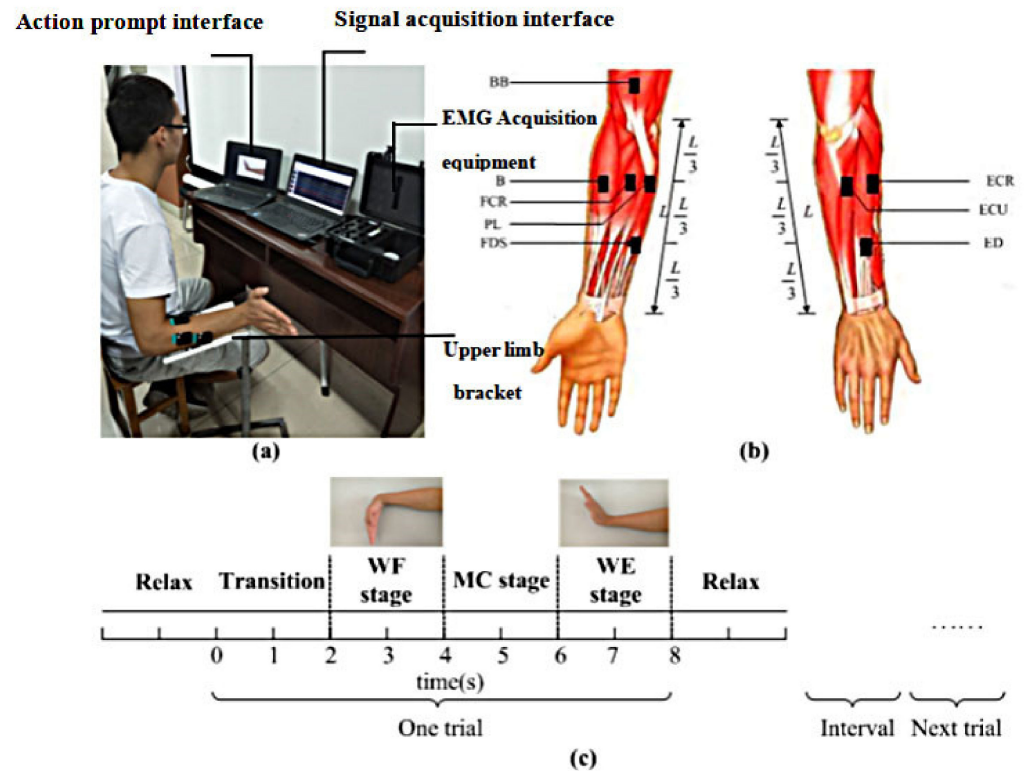 Action prompt interface
Signal acquisition interface
EMG Acquisition
equipment
Upper limb
bracket
(a)
BB
B
FCR
PL
FDS
L/3
L
L/3
L/3
L/3
L
L/3
L/3
ECR
ECU
ED
(b)
Relax
Transition
WF
stage
MC stage
WE
stage
Relax
0 1 2 3 4 5 6 7 8
time(s)
......
One trial
Interval
Next trial
(c)